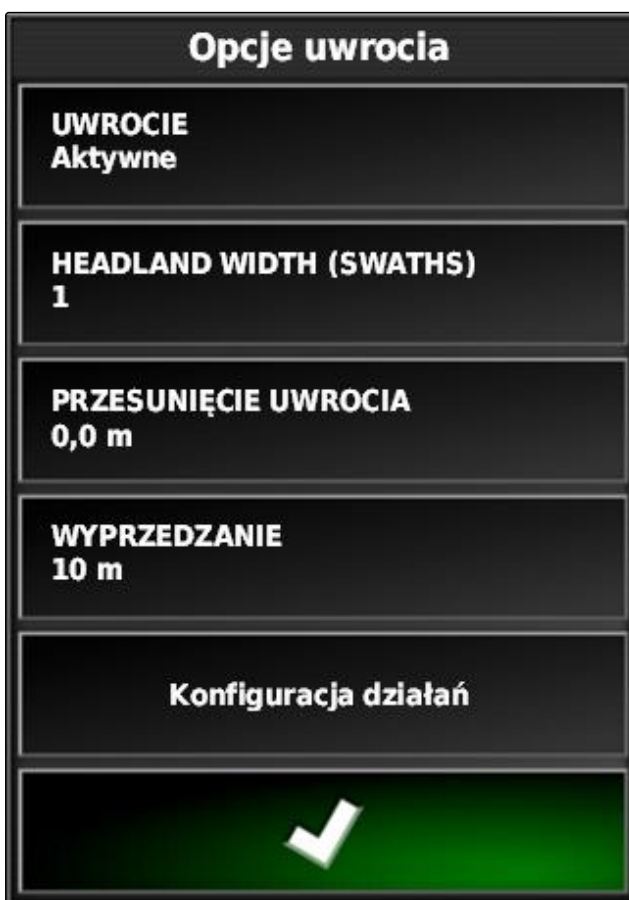 Opcje uwrocia
UWROCIE
Aktywne
HEADLAND WIDTH (SWATHS)
1
PRZESUNIĘCIE UWROCIA
0,0 m
WYPRZEDZANIE
10 m
Konfiguracja działań